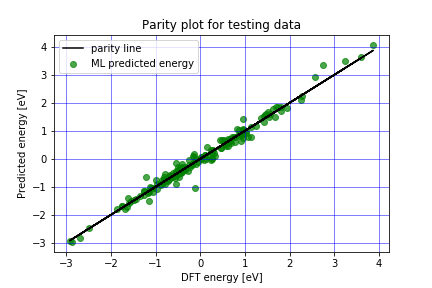 Parity plot for testing data
parity line
ML predicted energy
Predicted energy [eV]
4
3
2
1
0
−1
−2
−3
−3 −2 −1 0 1 2 3 4
DFT energy [eV]